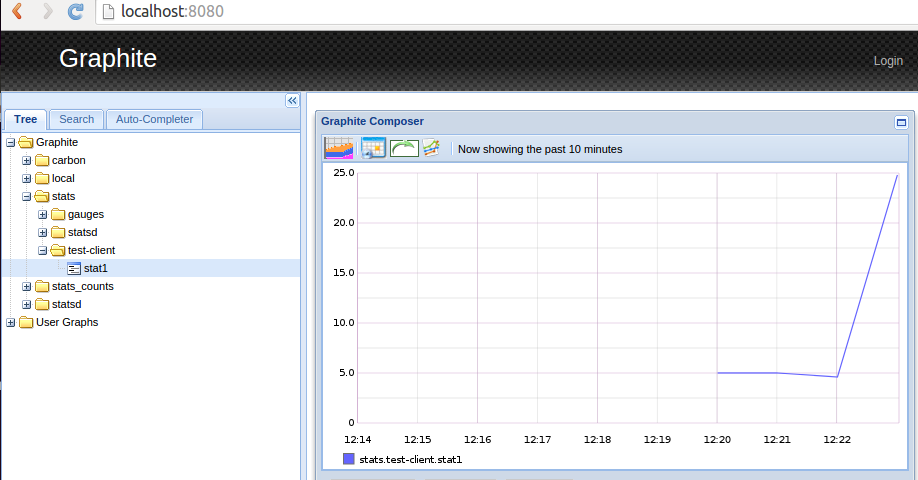 localhost:8080
Graphite
Login
Tree Search Auto-Completer
Graphite
carbon
local
stats
gauges
statsd
test-client
stat1
stats_counts
statsd
User Graphs
Graphite Composer
Now showing the past 10 minutes
25.0
20.0
15.0
10.0
5.0
0
12:14 12:15 12:16 12:17 12:18 12:19 12:20 12:21 12:22
stats.test-client.stat1